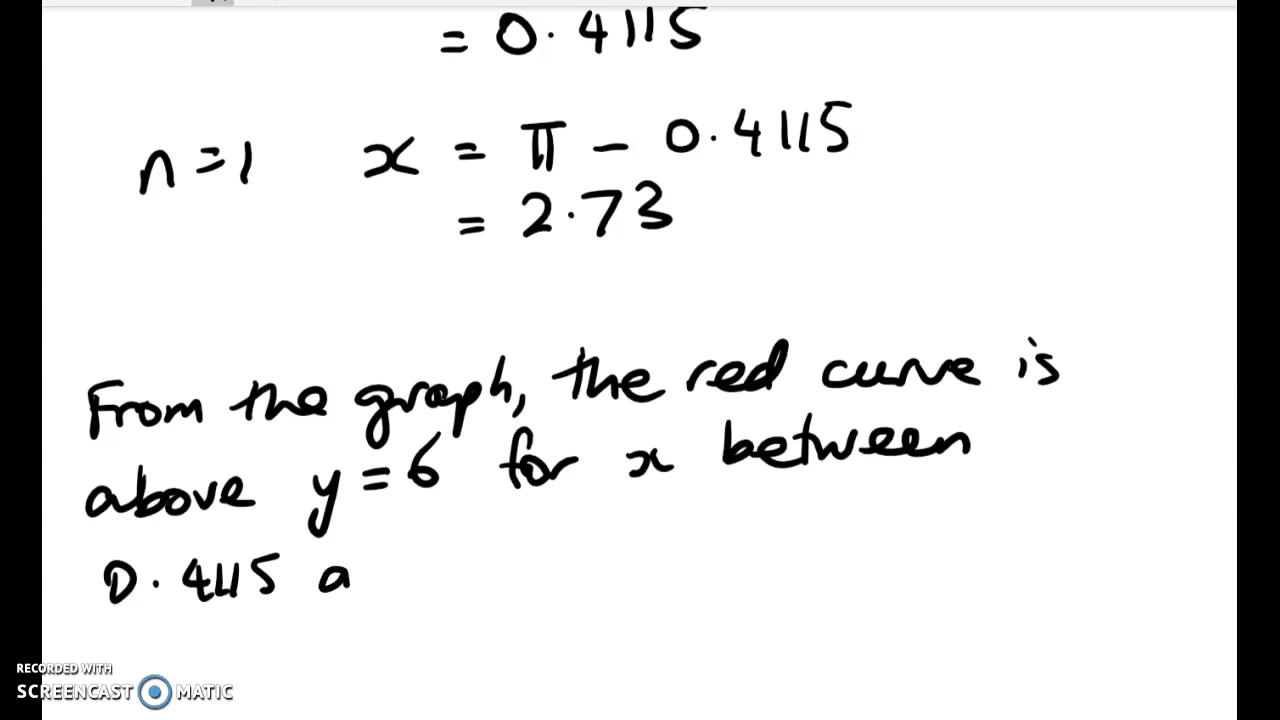 = 0.4115
n=1 x = π - 0.4115
= 2.73
From the graph, the red curve is
above y=6 for x between
0.4115 a
RECORDED WITH
SCREENCAST MATIC